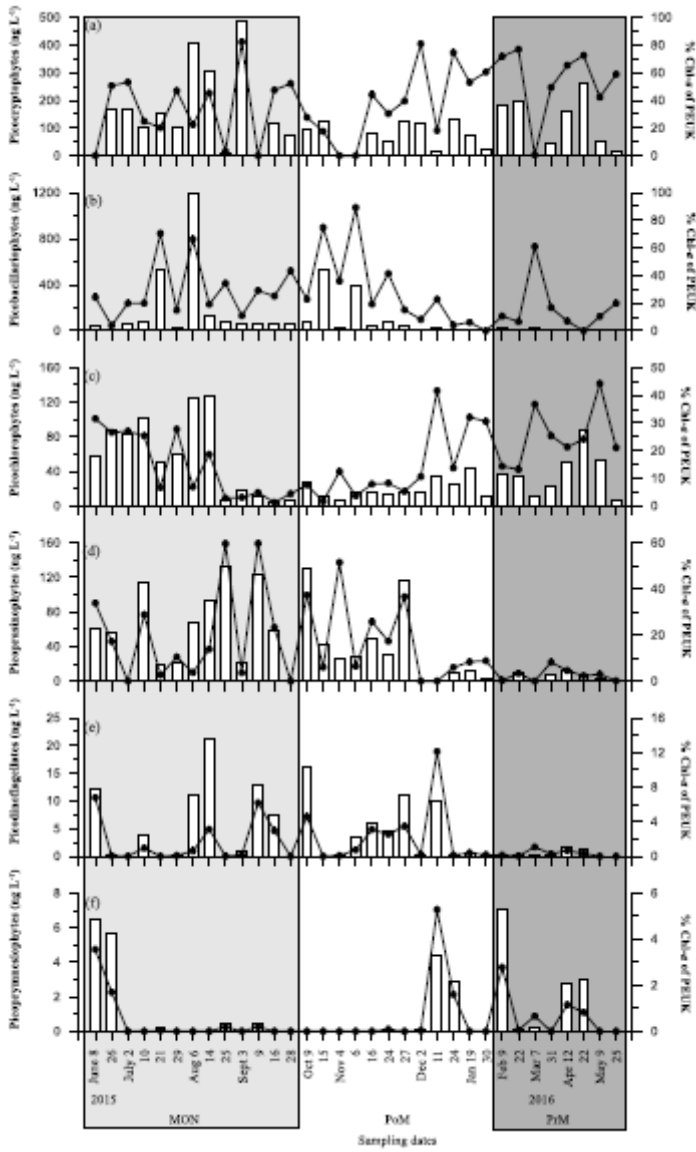 Picocryptophytes (ng L⁻¹)
500
400
300
200
100
0
(a)
100
80
60
40
20
0
% Chl-a of PEUK
Picobacillariophytes (ng L⁻¹)
1200
800
400
0
(b)
100
80
60
40
20
0
% Chl-a of PEUK
Picochlorophytes (ng L⁻¹)
160
120
80
40
0
(c)
50
40
30
20
10
0
% Chl-a of PEUK
Picoprasinophytes (ng L⁻¹)
160
120
80
40
0
(d)
60
40
20
0
% Chl-a of PEUK
Picodinoflagellates (ng L⁻¹)
25
20
15
10
5
0
(e)
16
12
8
4
0
% Chl-a of PEUK
Picoprymnesiophytes (ng L⁻¹)
8
6
4
2
0
(f)
6
4
2
0
% Chl-a of PEUK
June 8
26
July 2
10
21
29
Aug 6
14
25
Sept 3
9
16
28
Oct 9
15
Nov 4
6
16
24
27
Dec 2
11
24
Jan 19
30
Feb 9
22
Mar 7
31
Apr 12
22
May 9
25
2015 2016
MON PoM PrM
Sampling dates